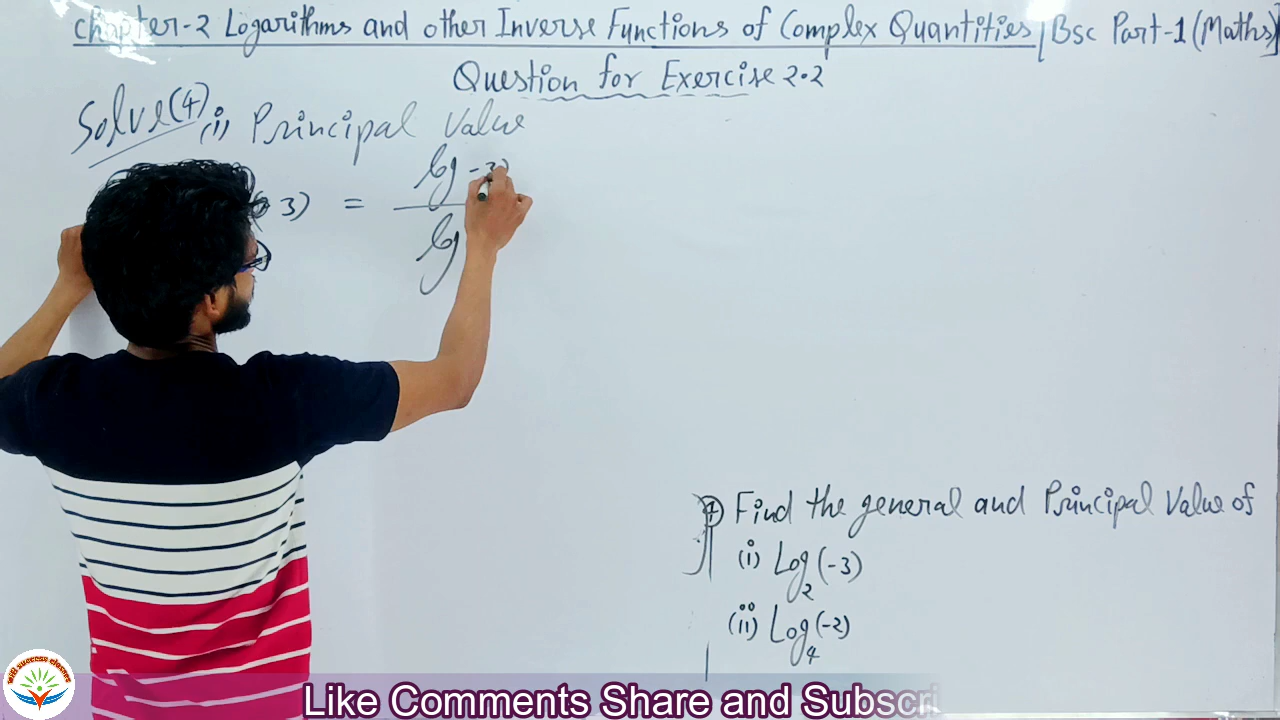 Chapter-2 Logarithms and other Inverse Functions of Complex Quantities / Bsc Part-1 (Maths)
Question for Exercise 2.2
Solve(4) (i) Principal Value
3) = log -3
log
4) Find the general and Principal Value of
(i) Log2(-3)
(ii) Log4(-2)
success classes
Like Comments Share and Subscri